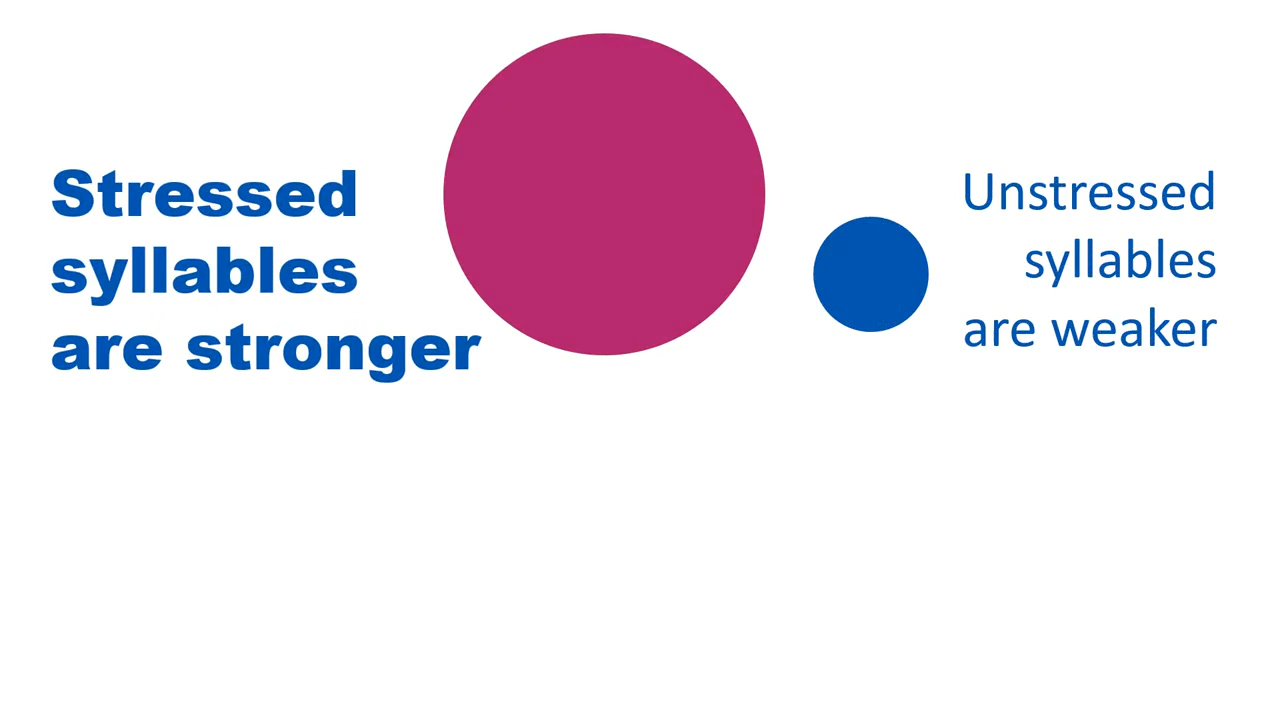 Stressed
syllables
are stronger
Unstressed
syllables
are weaker